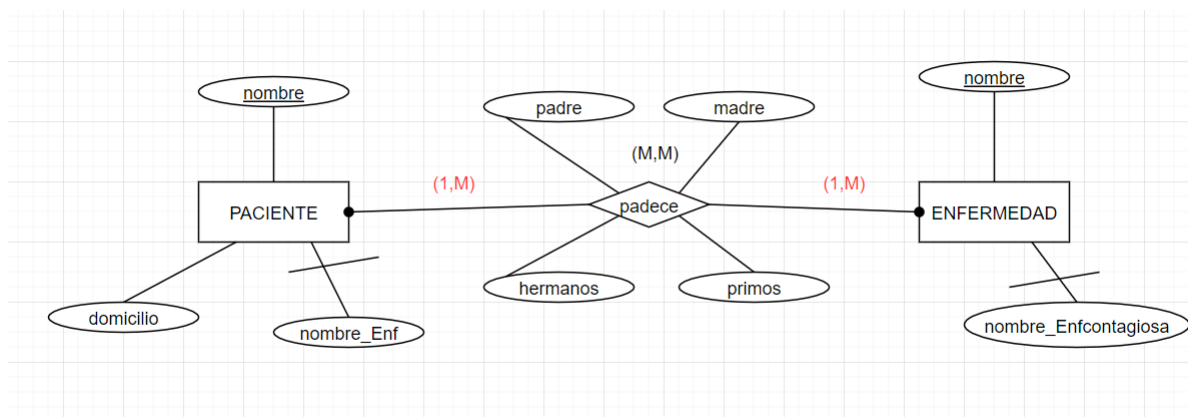 nombre
padre
madre
nombre
(M,M)
(1,M)
(1,M)
PACIENTE
padece
ENFERMEDAD
hermanos
primos
domicilio
nombre_Enf
nombre_Enfcontagiosa